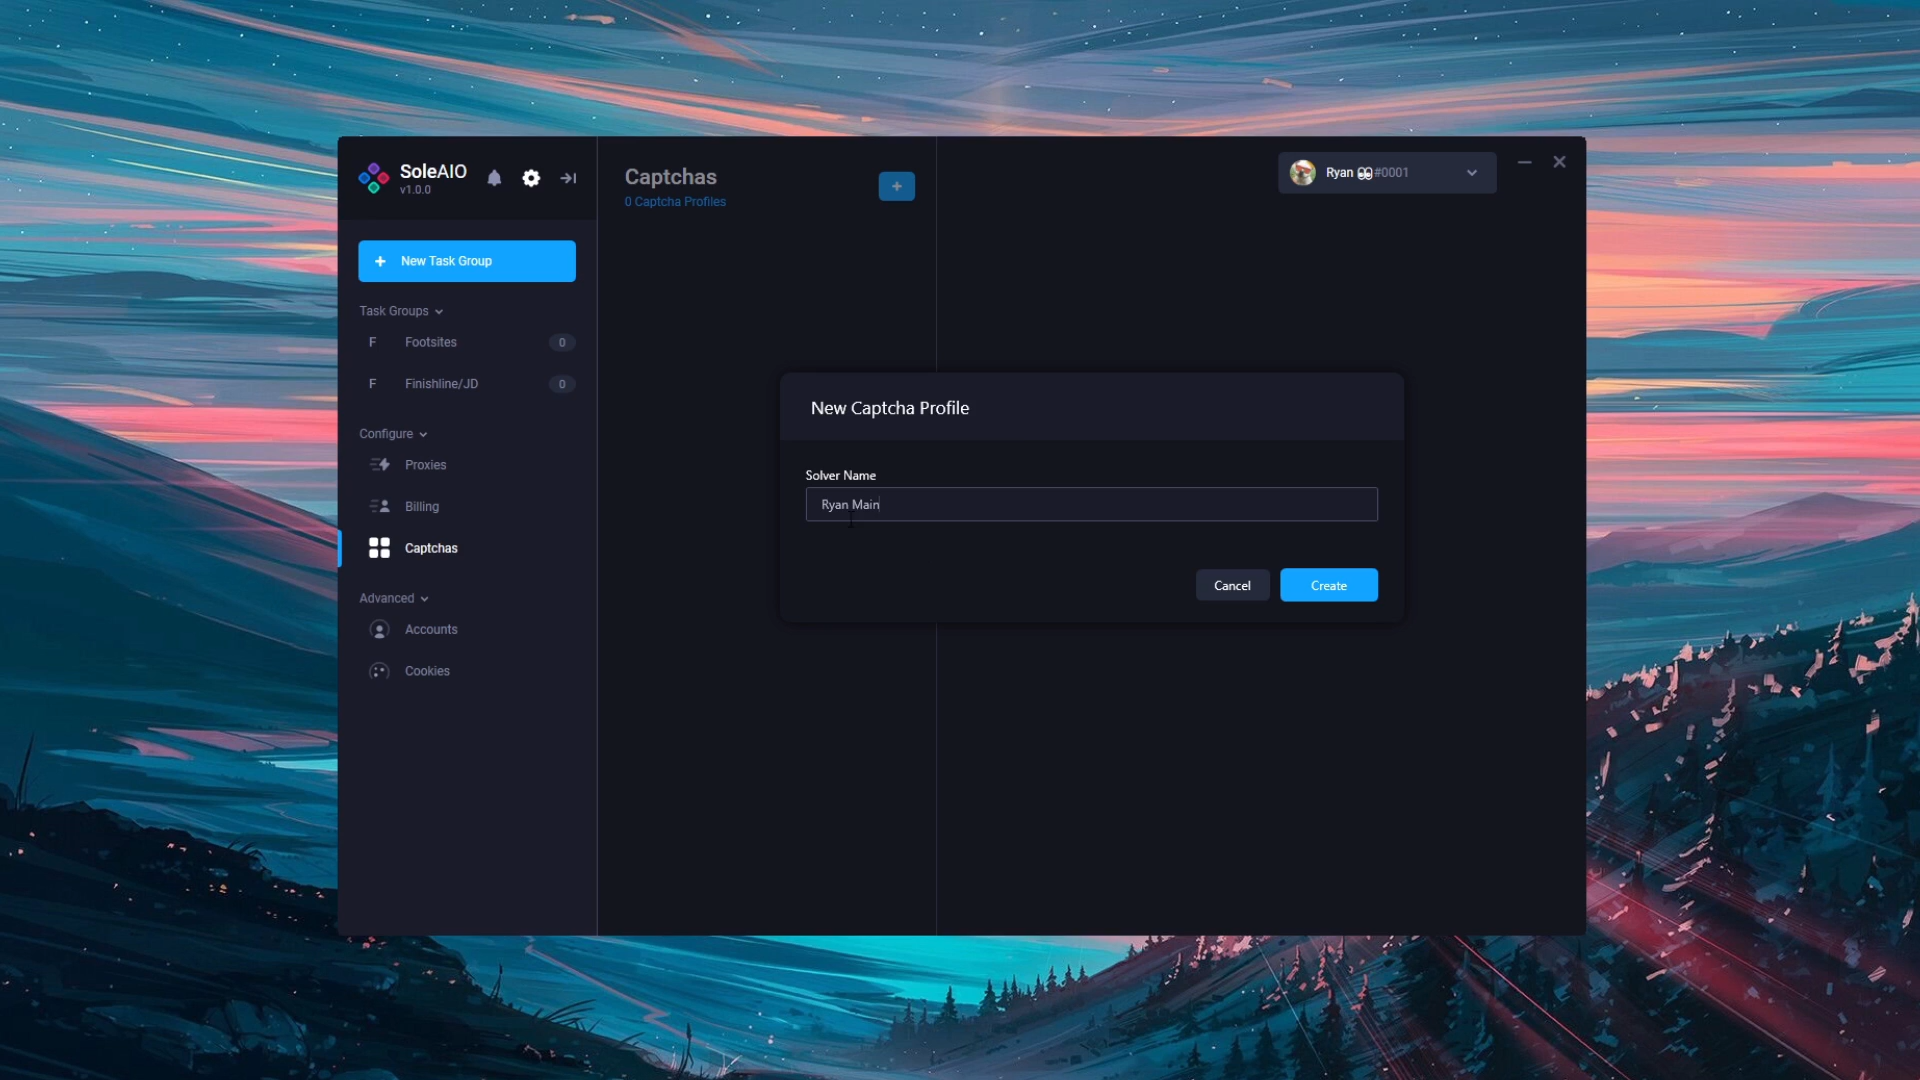 SoleAIO
v1.0.0
New Task Group
Task Groups
F Footsites 0
F Finishline/JD 0
Configure
Proxies
Billing
Captchas
Advanced
Accounts
Cookies
Captchas
0 Captcha Profiles
+
Ryan 👀#0001
New Captcha Profile
Solver Name
Ryan Main
Cancel
Create